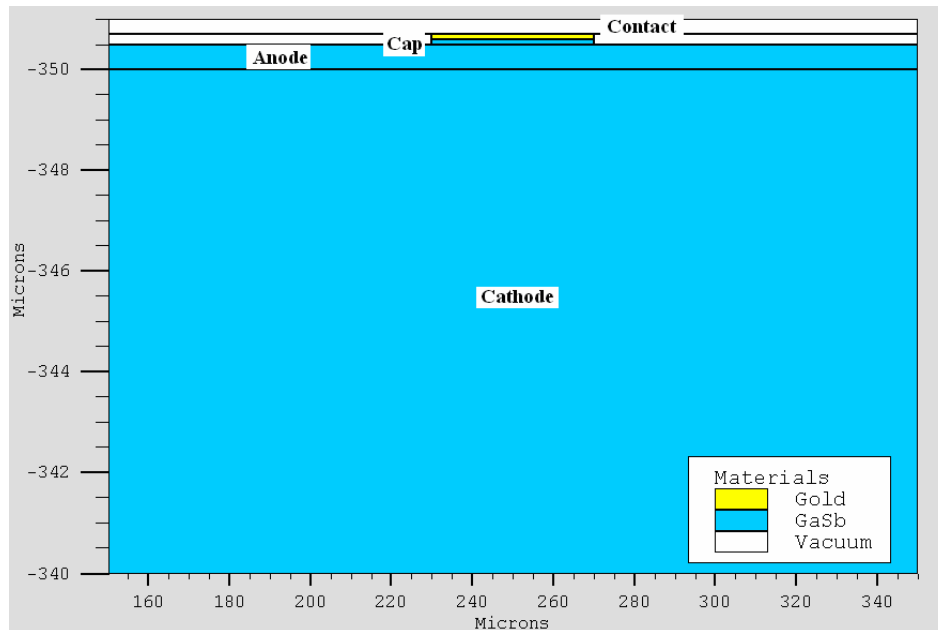 Contact
Cap
Anode
-350
-348
-346
-344
-342
-340
Microns
Cathode
Materials
Gold
GaSb
Vacuum
160 180 200 220 240 260 280 300 320 340
Microns